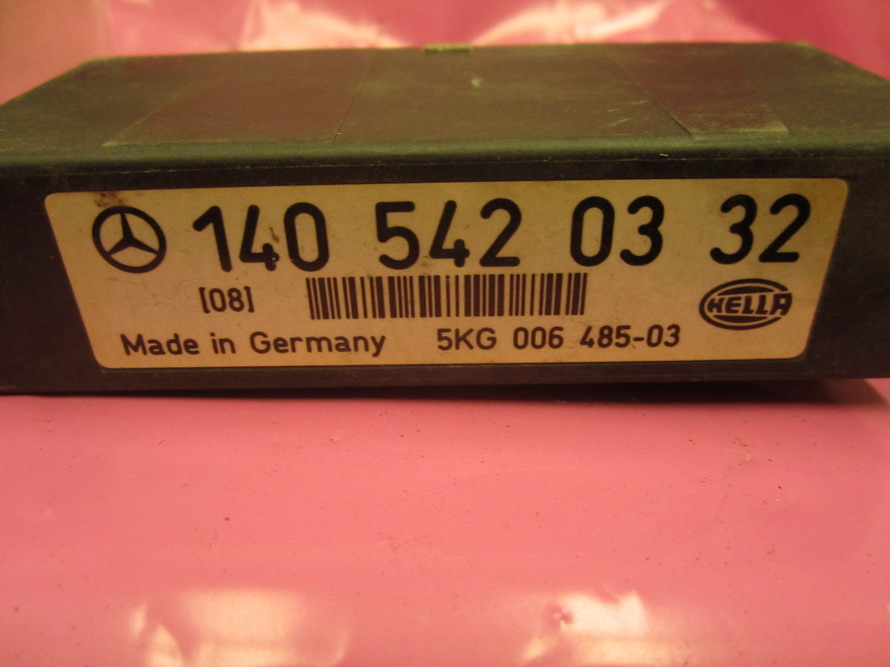 140 542 03 32
[08]
HELLA
Made in Germany 5KG 006 485-03